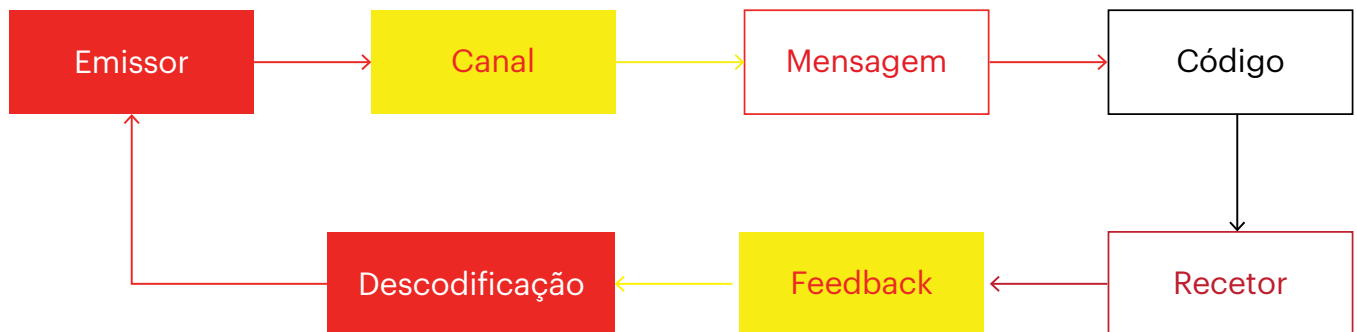 Emissor
Canal
Mensagem
Código
Descodificação
Feedback
Recetor